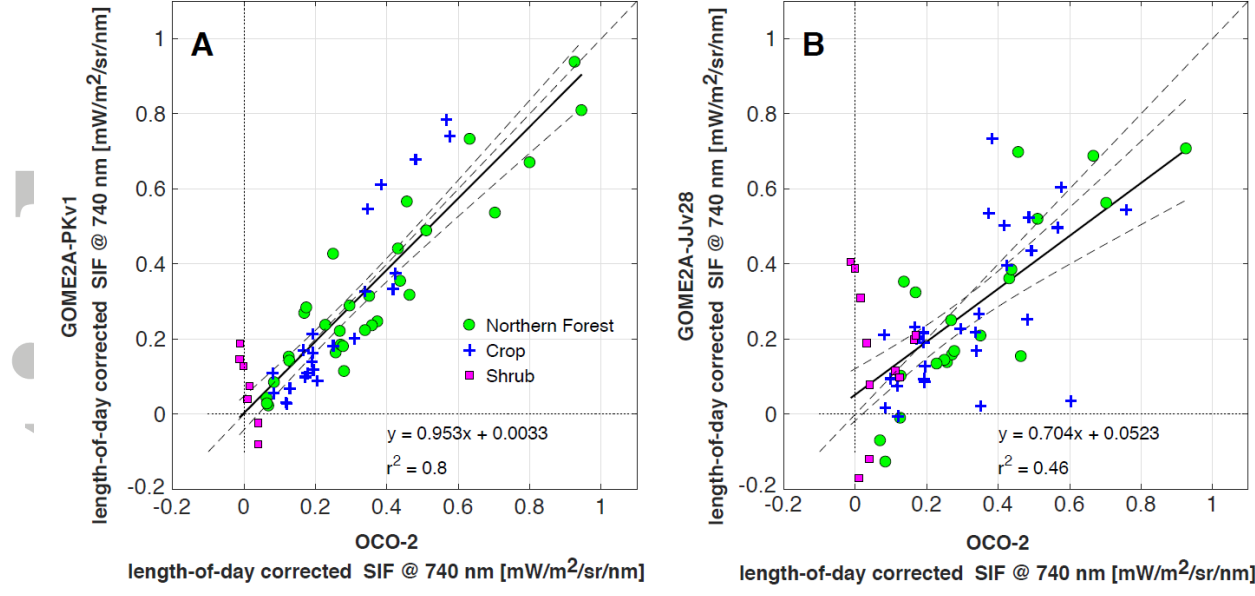 A
GOME2A-PKv1
length-of-day corrected SIF @ 740 nm [mW/m²/sr/nm]
1
0.8
0.6
0.4
0.2
0
-0.2
Northern Forest
Crop
Shrub
y = 0.953x + 0.0033
r² = 0.8
-0.2 0 0.2 0.4 0.6 0.8 1
OCO-2
length-of-day corrected SIF @ 740 nm [mW/m²/sr/nm]
B
GOME2A-JJv28
length-of-day corrected SIF @ 740 nm [mW/m²/sr/nm]
1
0.8
0.6
0.4
0.2
0
-0.2
y = 0.704x + 0.0523
r² = 0.46
-0.2 0 0.2 0.4 0.6 0.8 1
OCO-2
length-of-day corrected SIF @ 740 nm [mW/m²/sr/nm]